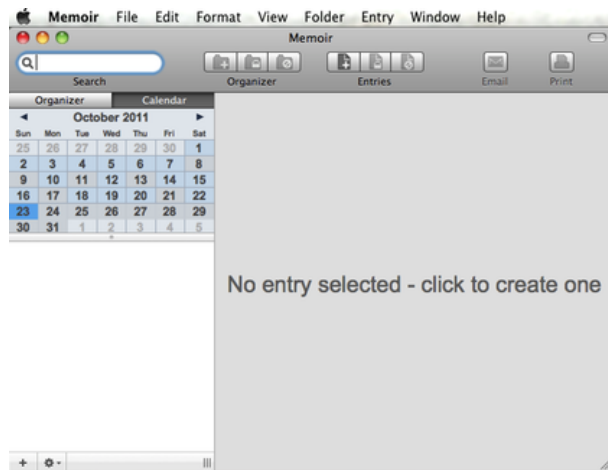 Memoir File Edit Format View Folder Entry Window Help
Memoir
Search Organizer Entries Email Print
Organizer Calendar
October 2011
Sun Mon Tue Wed Thu Fri Sat
25 26 27 28 29 30 1
2 3 4 5 6 7 8
9 10 11 12 13 14 15
16 17 18 19 20 21 22
23 24 25 26 27 28 29
30 31 1 2 3 4 5
No entry selected - click to create one